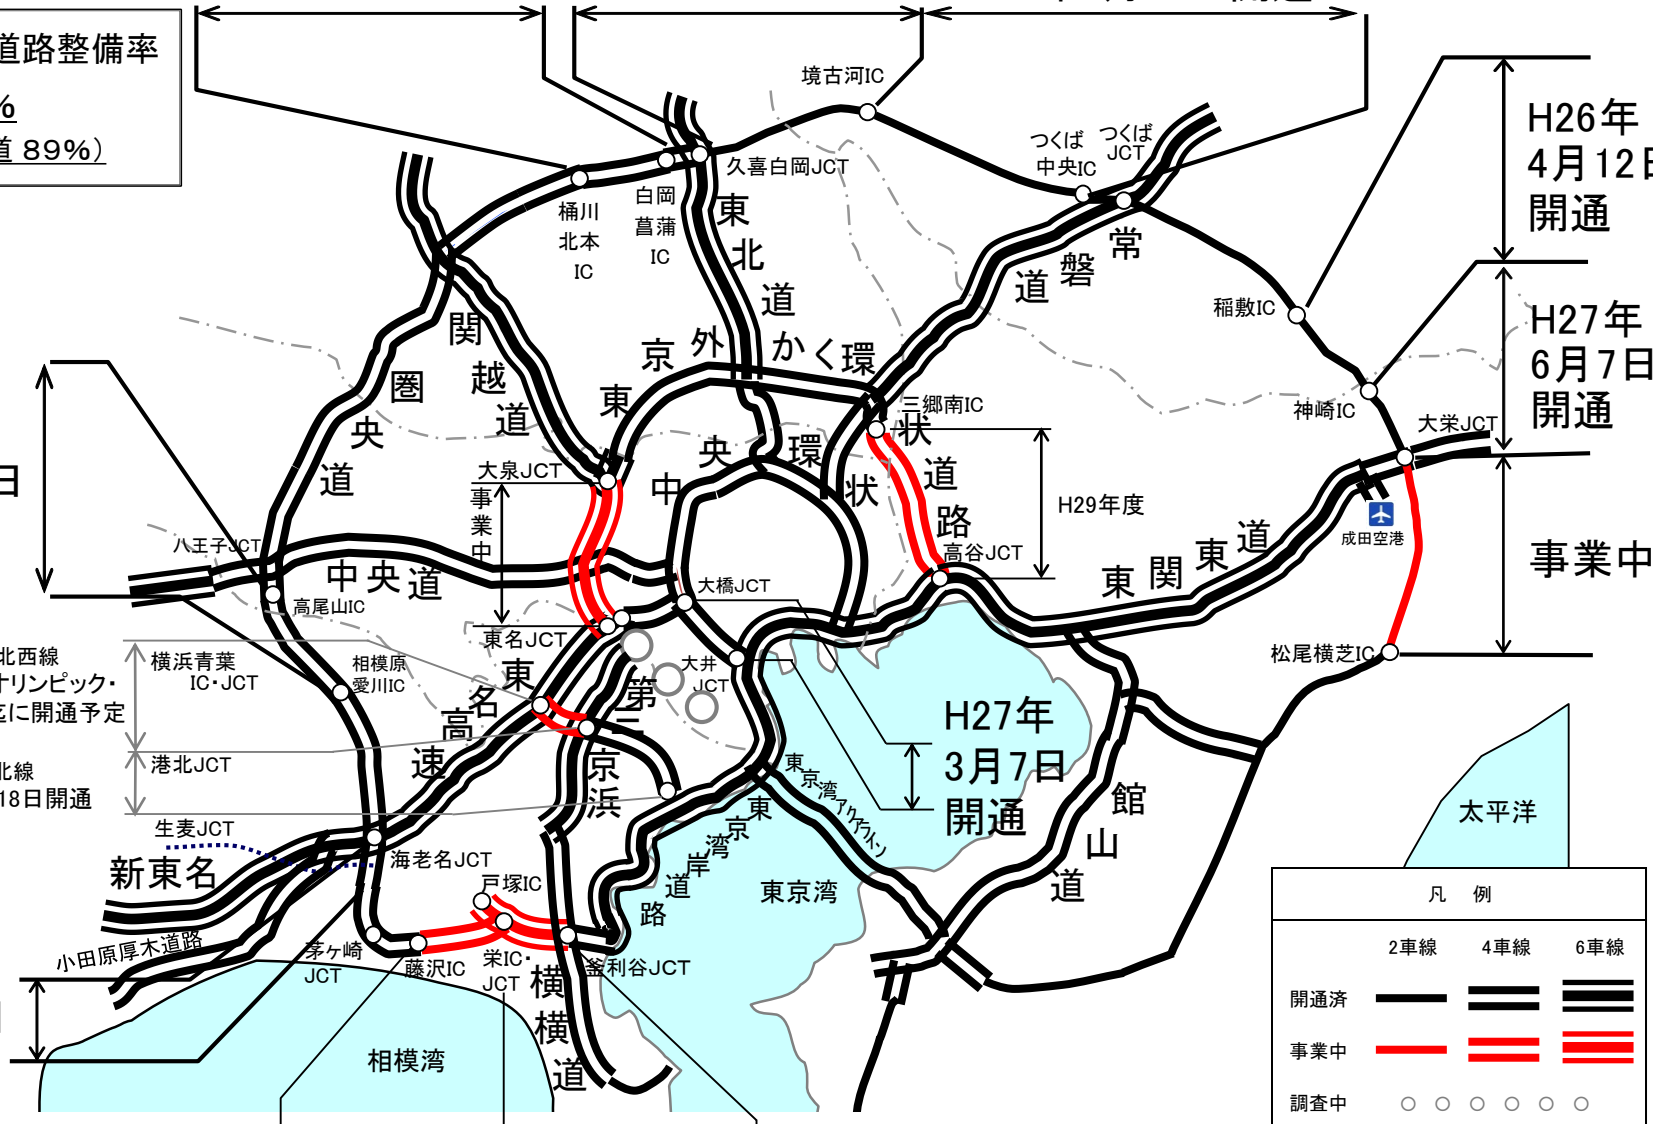 道路整備率
%
道 89%)
境古河IC
つくば
中央IC
つくば
JCT
久喜白岡JCT
白岡
菖蒲
IC
桶川
北本
IC
東北道
常磐道
関越道
圏央道
東京外かく環状道路
中央環状
稲敷IC
神崎IC
大栄JCT
H26年
4月12日
開通
H27年
6月7日
開通
事業中
三郷南IC
H29年度
高谷JCT
成田空港
東関東道
松尾横芝IC
大泉JCT
事業中
東名JCT
八王子JCT
中央道
高尾山IC
大橋JCT
大井
JCT
相模原
愛川IC
日
北西線
オリンピック・
迄に開通予定
横浜青葉
IC・JCT
港北JCT
北線
18日開通
生麦JCT
東名高速
第三京浜
H27年
3月7日
開通
東京湾アクアライン
東京湾岸道路
東京湾
館山道
太平洋
新東名
海老名JCT
戸塚IC
小田原厚木道路
茅ヶ崎
JCT
藤沢IC
栄IC・
JCT
釜利谷JCT
横横道
相模湾
凡 例
2車線 4車線 6車線
開通済
事業中
調査中